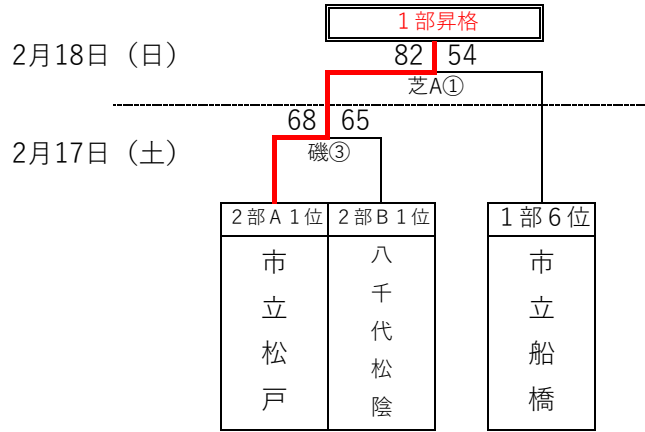 1部昇格
2月18日（日）
82 54
芝A①
68 65
2月17日（土）
磯③
2部A1位 2部B1位 1部6位
市立松戸
八千代松陰
市立船橋